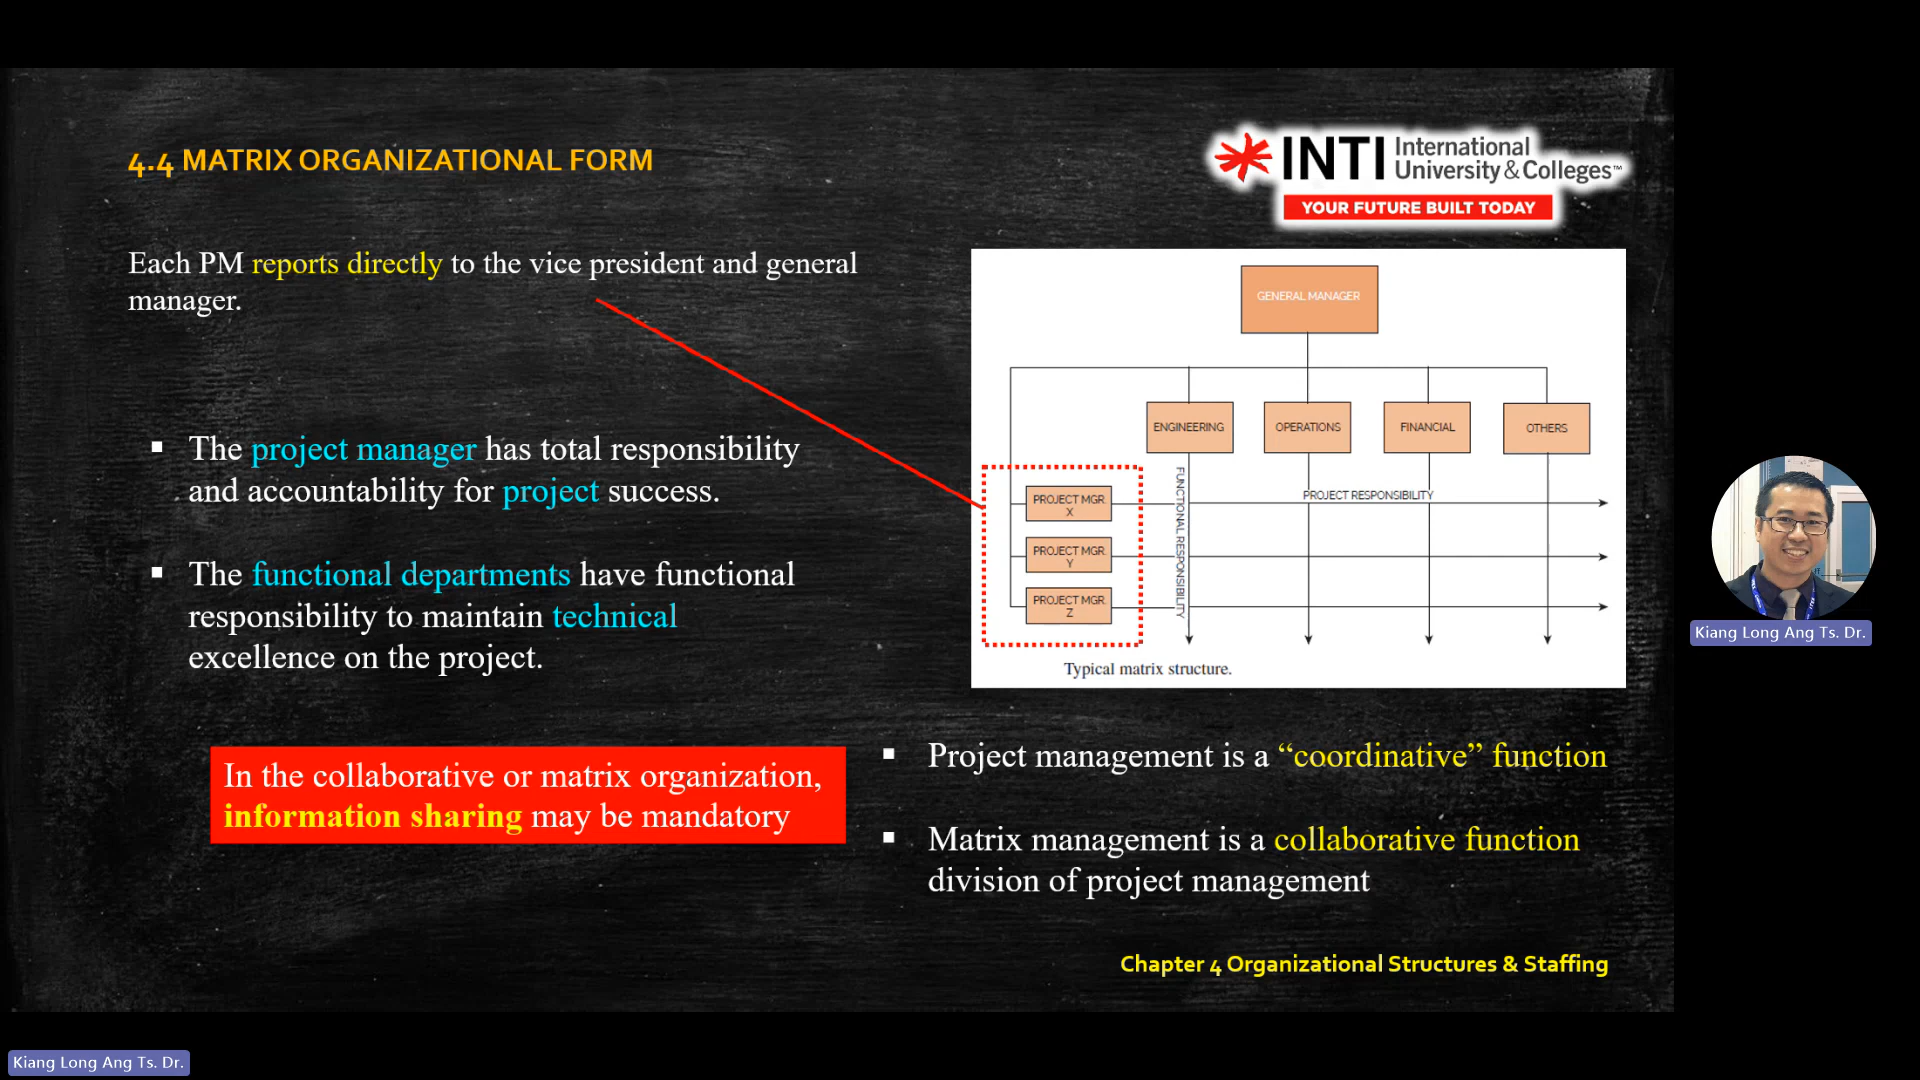 4.4 MATRIX ORGANIZATIONAL FORM
INTI International
University & Colleges™
YOUR FUTURE BUILT TODAY
Each PM reports directly to the vice president and general
manager.
▪ The project manager has total responsibility
and accountability for project success.
▪ The functional departments have functional
responsibility to maintain technical
excellence on the project.
In the collaborative or matrix organization,
information sharing may be mandatory
GENERAL MANAGER
ENGINEERING
OPERATIONS
FINANCIAL
OTHERS
PROJECT MGR.
X
PROJECT MGR.
Y
PROJECT MGR.
Z
FUNCTIONAL RESPONSIBILITY
PROJECT RESPONSIBILITY
Typical matrix structure.
▪ Project management is a “coordinative” function
▪ Matrix management is a collaborative function
division of project management
Chapter 4 Organizational Structures & Staffing
Kiang Long Ang Ts. Dr.
Kiang Long Ang Ts. Dr.